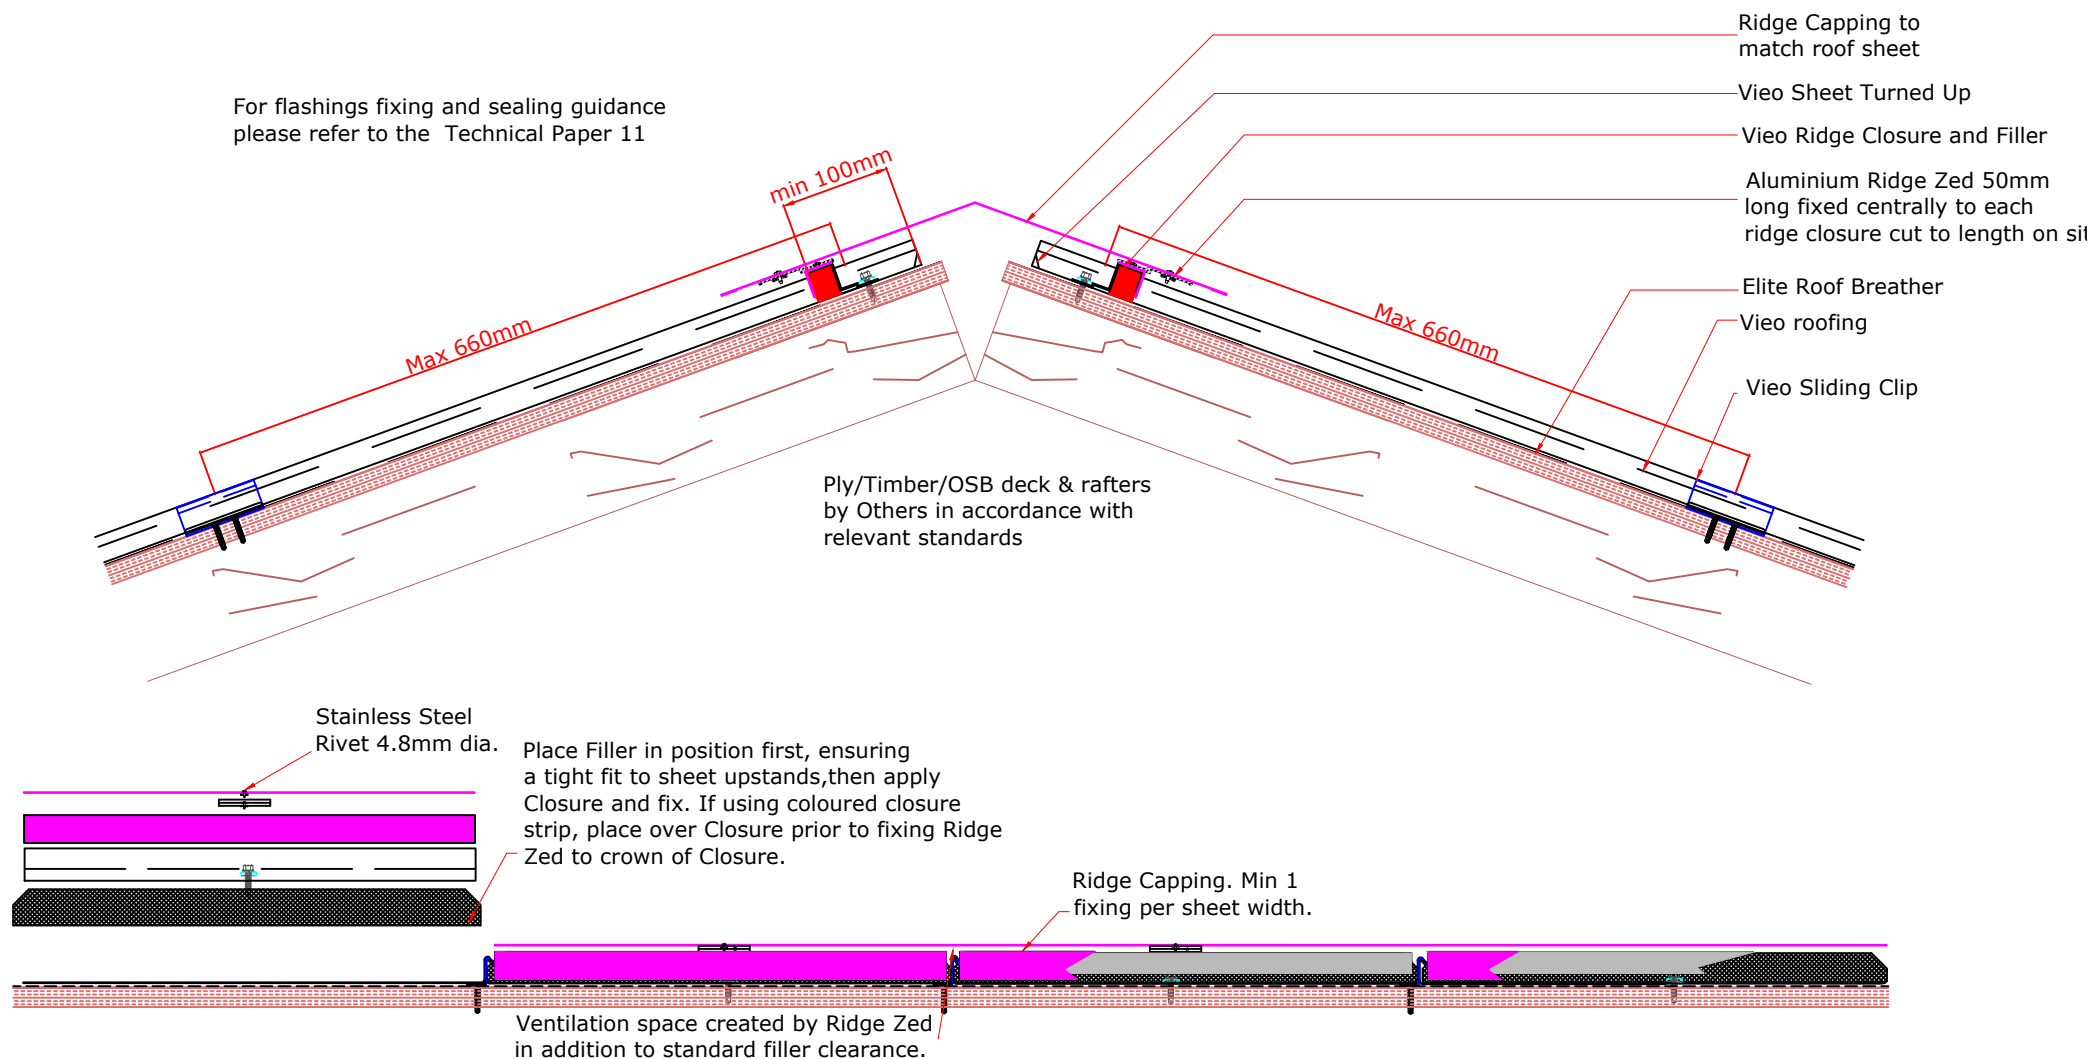 Ridge Capping to
match roof sheet
Vieo Sheet Turned Up
For flashings fixing and sealing guidance
please refer to the  Technical Paper 11
Vieo Ridge Closure and Filler
min 100mm
Aluminium Ridge Zed 50mm
long fixed centrally to each
ridge closure cut to length on sit
Elite Roof Breather
Vieo roofing
Max 660mm
Max 660mm
Vieo Sliding Clip
Ply/Timber/OSB deck & rafters
by Others in accordance with
relevant standards
Stainless Steel
Rivet 4.8mm dia.
Place Filler in position first, ensuring
a tight fit to sheet upstands,then apply
Closure and fix. If using coloured closure
strip, place over Closure prior to fixing Ridge
Zed to crown of Closure.
Ridge Capping. Min 1
fixing per sheet width.
Ventilation space created by Ridge Zed
in addition to standard filler clearance.